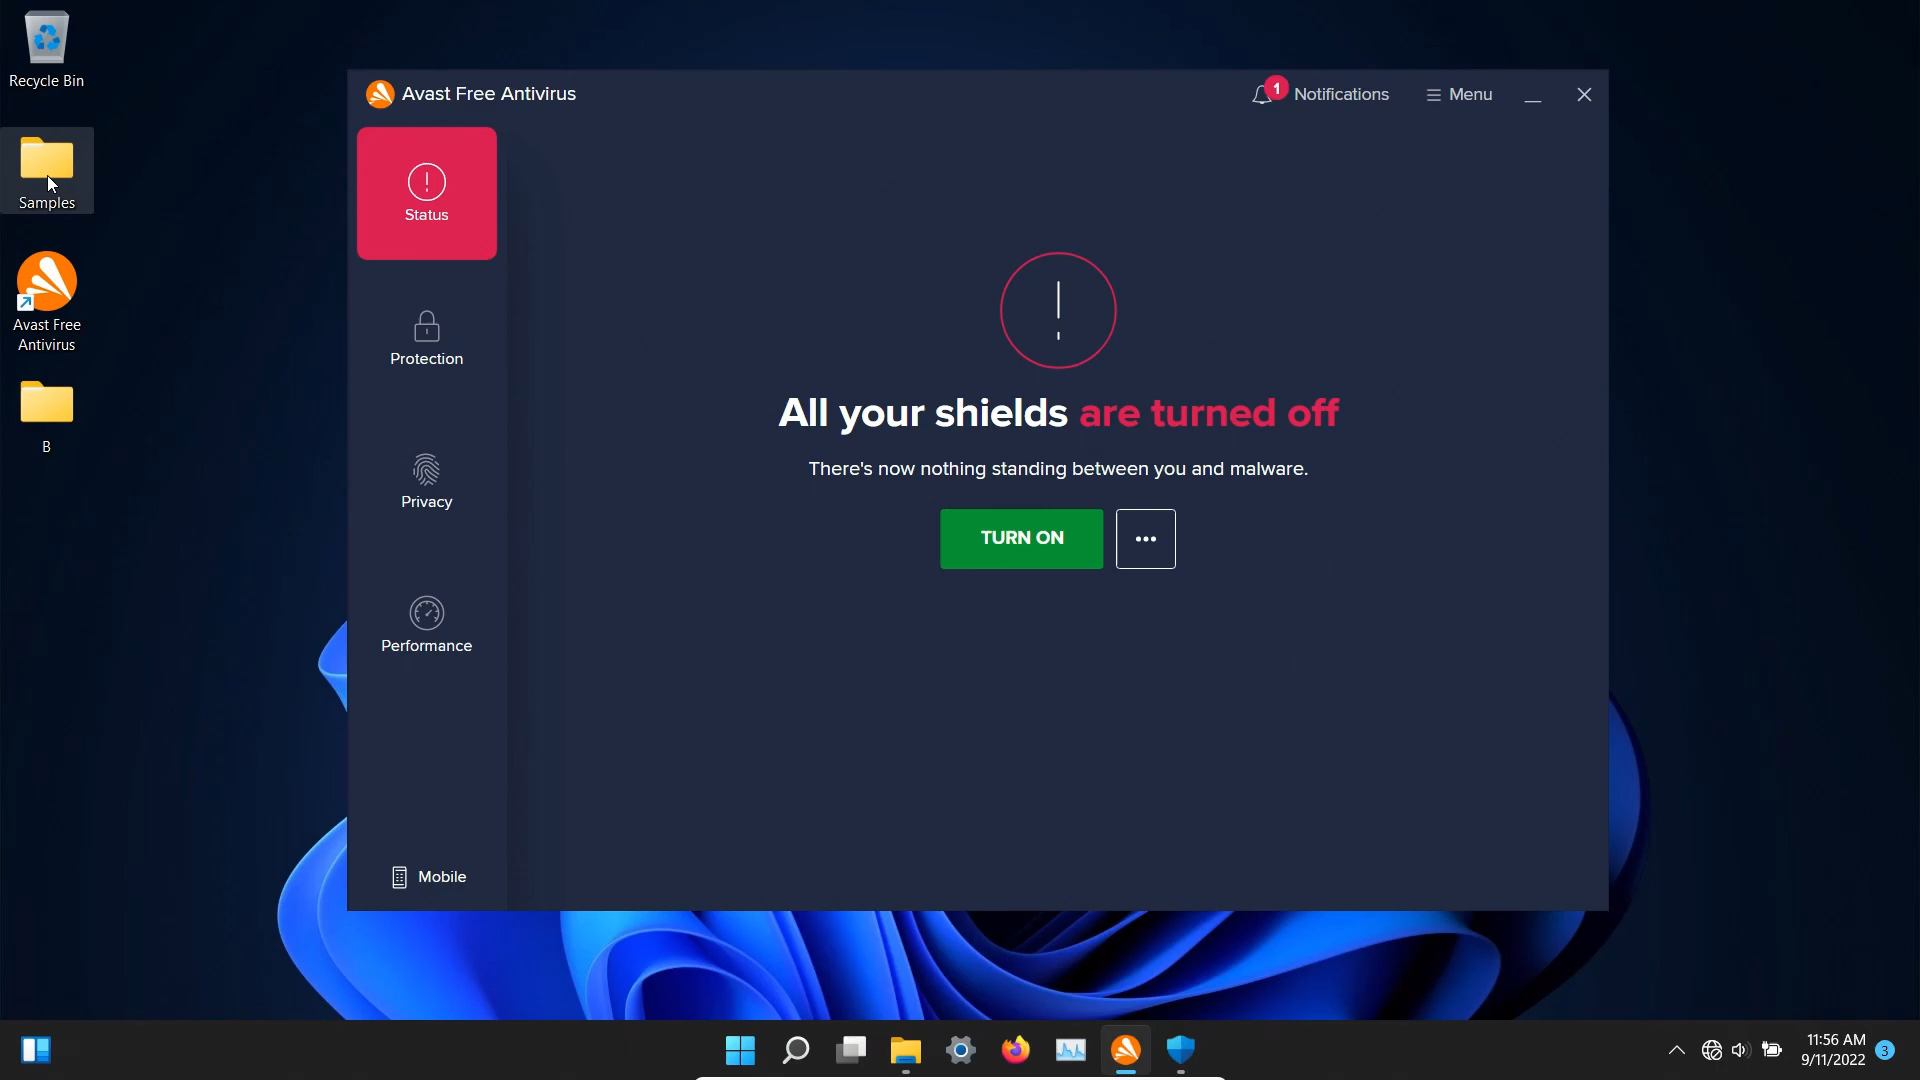 Recycle Bin
Samples
Avast Free
Antivirus
B
Avast Free Antivirus
1
Notifications
Menu
Status
Protection
Privacy
Performance
Mobile
All your shields are turned off
There's now nothing standing between you and malware.
TURN ON
11:56 AM
9/11/2022
3